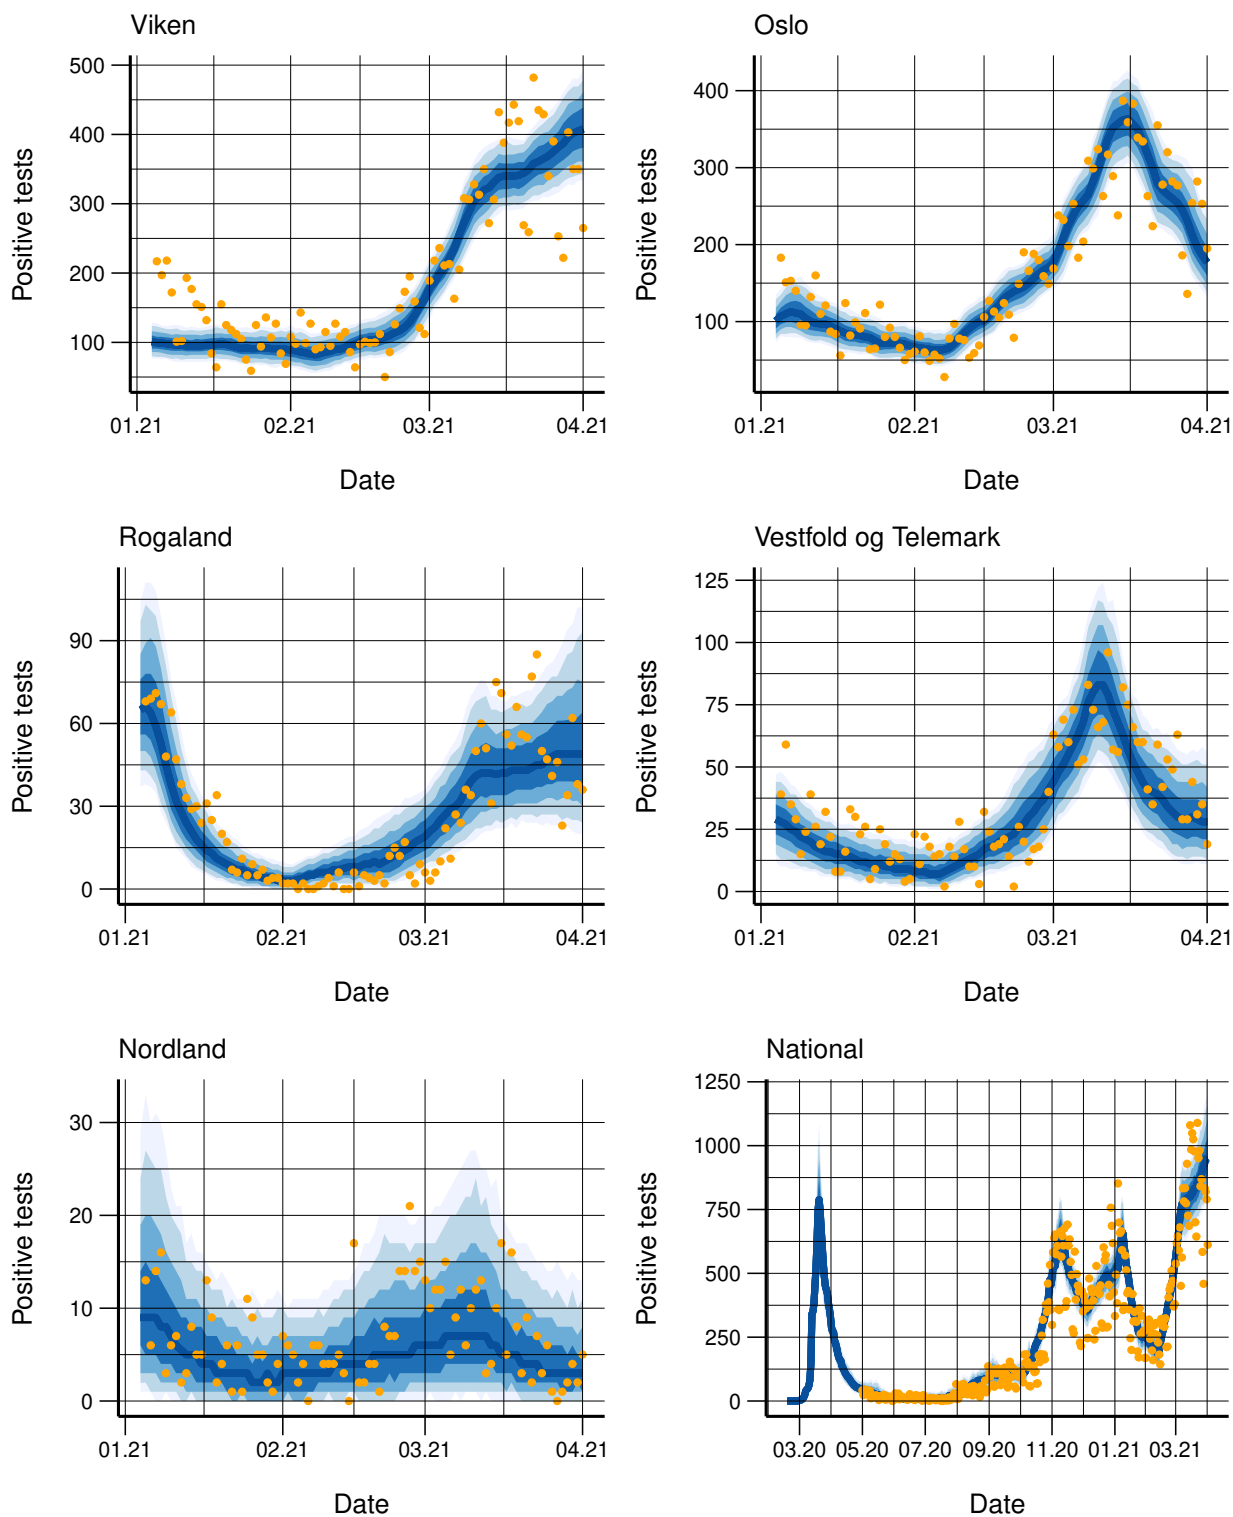 Viken
Positive tests
500
400
300
200
100
01.21 02.21 03.21 04.21
Date
Oslo
Positive tests
400
300
200
100
01.21 02.21 03.21 04.21
Date
Rogaland
Positive tests
90
60
30
0
01.21 02.21 03.21 04.21
Date
Vestfold og Telemark
Positive tests
125
100
75
50
25
0
01.21 02.21 03.21 04.21
Date
Nordland
Positive tests
30
20
10
0
01.21 02.21 03.21 04.21
Date
National
Positive tests
1250
1000
750
500
250
0
03.20 05.20 07.20 09.20 11.20 01.21 03.21
Date